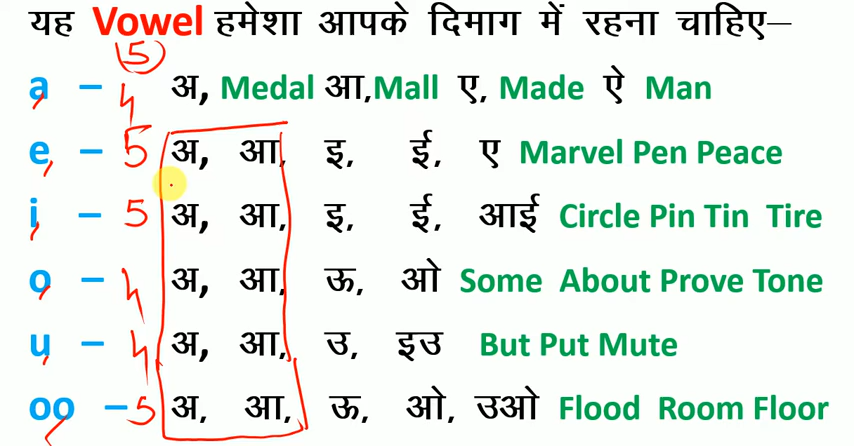 यह Vowel हमेशा आपके दिमाग में रहना चाहिए–
(5)
a – 4 अ, Medal आ, Mall ए, Made ऐ Man
e, – 5 अ, आ, इ, ई, ए Marvel Pen Peace
i – 5 अ, आ, इ, ई, आई Circle Pin Tin Tire
o – 4 अ, आ, ऊ, ओ Some About Prove Tone
u – 4 अ, आ, उ, इउ But Put Mute
oo – 5 अ, आ, ऊ, ओ, उओ Flood Room Floor